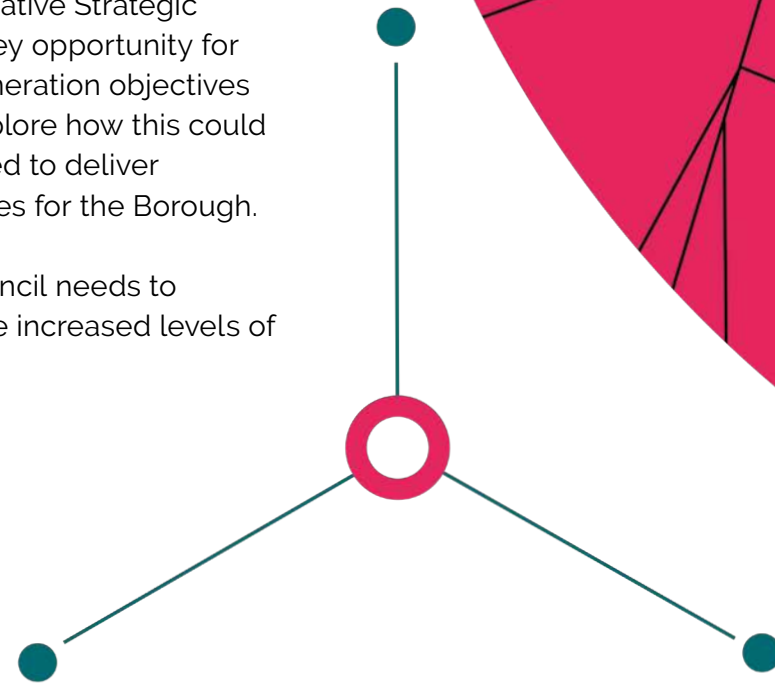 ative Strategic
ey opportunity for
neration objectives
plore how this could
ed to deliver
es for the Borough.
ncil needs to
e increased levels of